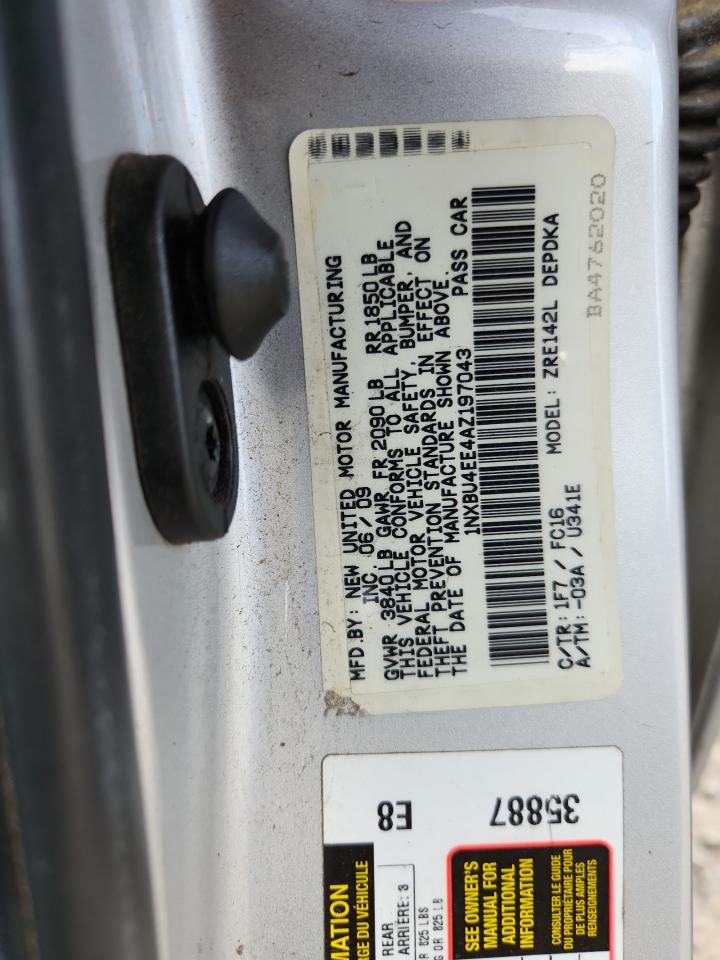 MFD.BY: NEW UNITED MOTOR MANUFACTURING
INC 06/09
GVWR 3840LB GAWR FR 2090LB RR1850LB
THIS VEHICLE CONFORMS TO ALL APPLICABLE
FEDERAL MOTOR VEHICLE SAFETY, BUMPER, AND
THEFT PREVENTION STANDARDS IN EFFECT ON
THE DATE OF MANUFACTURE SHOWN ABOVE.
1NXBU4EE4AZ197043 PASS CAR
C/TR: 1F7 / FC16 MODEL: ZRE142L DEPDKA
A/TM: -03A / U341E
BA4762020
E8
35887
MATION
RGE DU VÉHICULE
REAR
ARRIÈRE: 3
R 825 LBS
G OR 825 LB
SEE OWNER'S
MANUAL FOR
ADDITIONAL
INFORMATION
CONSULTER LE GUIDE
DU PROPRIÉTAIRE POUR
DE PLUS AMPLES
RENSEIGNEMENTS